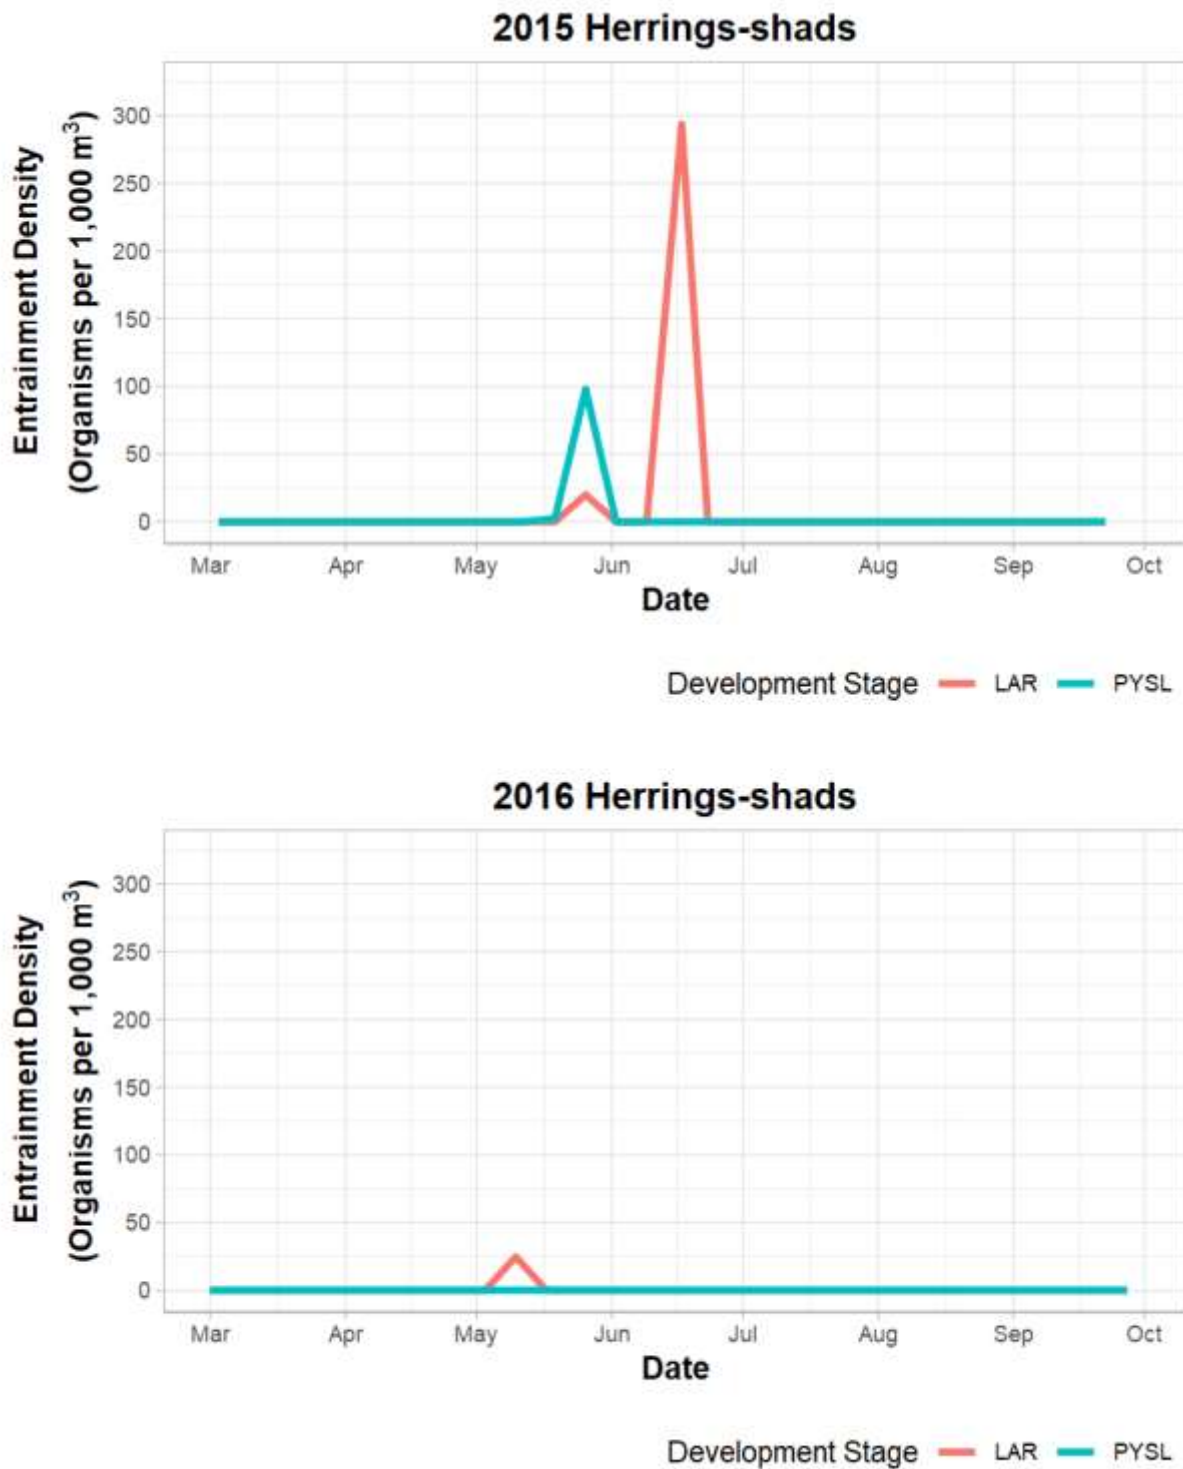 2015 Herrings-shads
Entrainment Density
(Organisms per 1,000 m³)
300
250
200
150
100
50
0
Mar Apr May Jun Jul Aug Sep Oct
Date
Development Stage LAR PYSL
2016 Herrings-shads
Entrainment Density
(Organisms per 1,000 m³)
300
250
200
150
100
50
0
Mar Apr May Jun Jul Aug Sep Oct
Date
Development Stage LAR PYSL